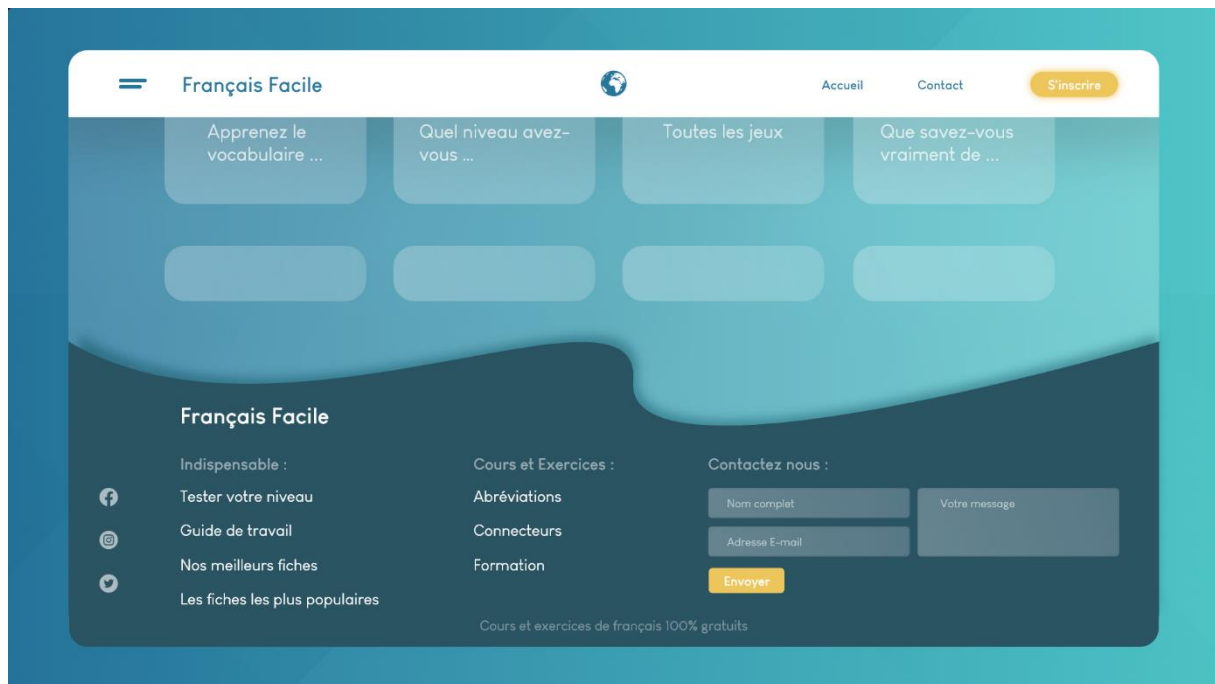 Français Facile
Accueil
Contact
S'inscrire
Apprenez le
vocabulaire ...
Quel niveau avez-
vous ...
Toutes les jeux
Que savez-vous
vraiment de ...
Français Facile
Indispensable :
Tester votre niveau
Guide de travail
Nos meilleurs fiches
Les fiches les plus populaires
Cours et Exercices :
Abréviations
Connecteurs
Formation
Contactez nous :
Nom complet
Votre message
Adresse E-mail
Envoyer
Cours et exercices de français 100% gratuits